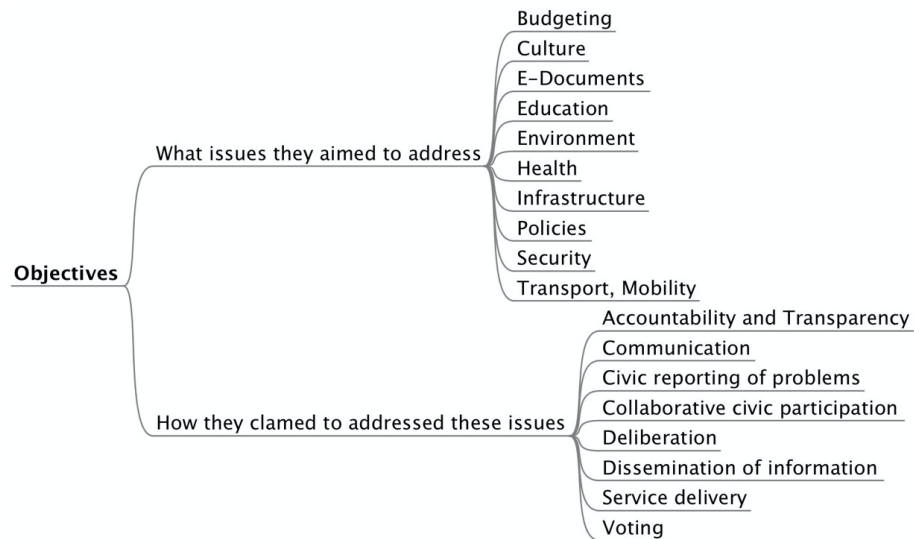 Objectives
What issues they aimed to address
Budgeting
Culture
E-Documents
Education
Environment
Health
Infrastructure
Policies
Security
Transport, Mobility
How they clamed to addressed these issues
Accountability and Transparency
Communication
Civic reporting of problems
Collaborative civic participation
Deliberation
Dissemination of information
Service delivery
Voting